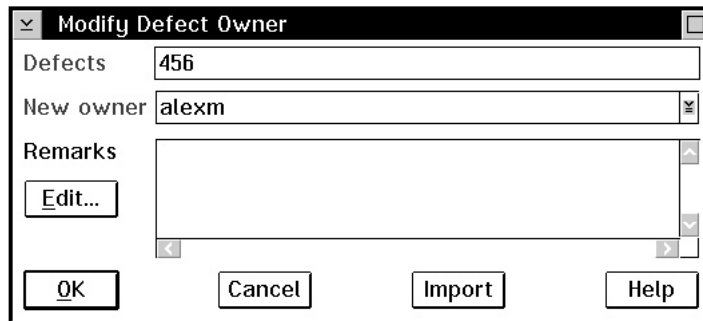 Modify Defect Owner
Defects 456
New owner alexm
Remarks
Edit...
OK Cancel Import Help